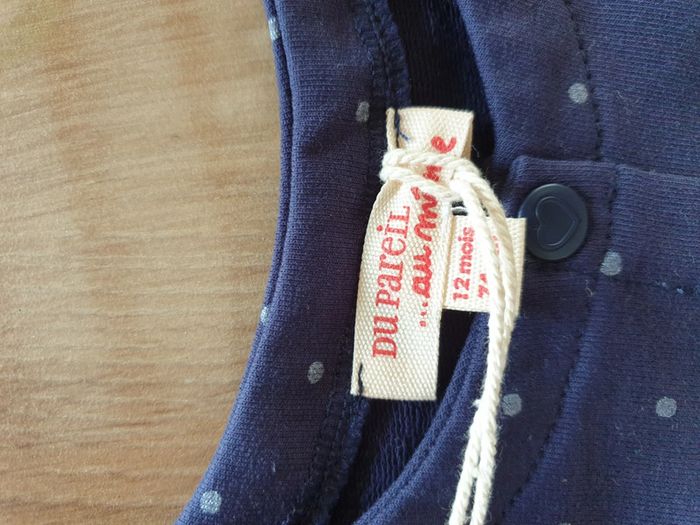 DU PAREIL
...au même
12 mois